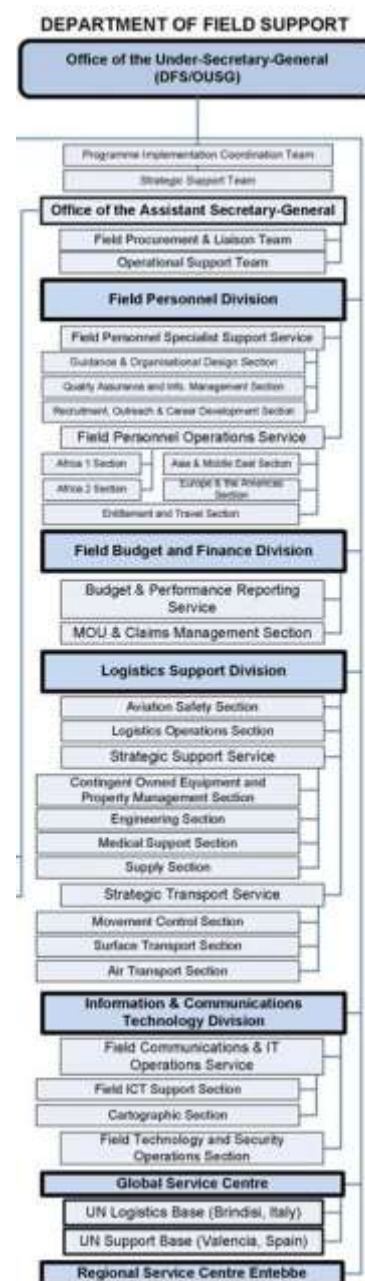 DEPARTMENT OF FIELD SUPPORT
Office of the Under-Secretary-General
(DFS/OUSG)
Programme Implementation Coordination Team
Strategic Support Team
Office of the Assistant Secretary-General
Field Procurement & Liaison Team
Operational Support Team
Field Personnel Division
Field Personnel Specialist Support Service
Guidance & Organisational Design Section
Quality Assurance and Info. Management Section
Recruitment, Outreach & Career Development Section
Field Personnel Operations Service
Africa 1 Section
Asia & Middle East Section
Africa 2 Section
Europe & the Americas
Section
Entitlement and Travel Section
Field Budget and Finance Division
Budget & Performance Reporting
Service
MOU & Claims Management Section
Logistics Support Division
Aviation Safety Section
Logistics Operations Section
Strategic Support Service
Contingent Owned Equipment and
Property Management Section
Engineering Section
Medical Support Section
Supply Section
Strategic Transport Service
Movement Control Section
Surface Transport Section
Air Transport Section
Information & Communications
Technology Division
Field Communications & IT
Operations Service
Field ICT Support Section
Cartographic Section
Field Technology and Security
Operations Section
Global Service Centre
UN Logistics Base (Brindisi, Italy)
UN Support Base (Valencia, Spain)
Regional Service Centre Entebbe